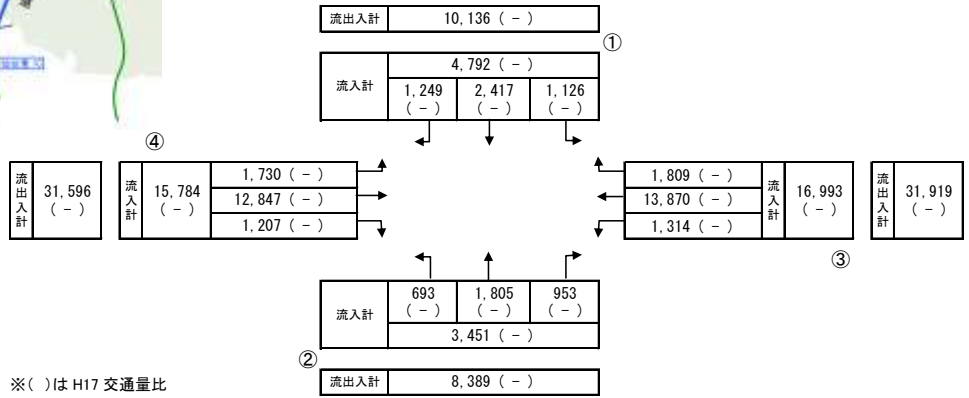 流出入計 10,136 ( － )
①
流入計 4,792 ( － )
1,249 2,417 1,126
( － ) ( － ) ( － )
④
流出入計 31,596 ( － )
流入計 15,784 ( － )
1,730 ( － )
12,847 ( － )
1,207 ( － )
1,809 ( － )
13,870 ( － )
1,314 ( － )
流入計 16,993 ( － )
流出入計 31,919 ( － )
③
693 1,805 953
( － ) ( － ) ( － )
流入計 3,451 ( － )
②
流出入計 8,389 ( － )
※( )は H17 交通量比